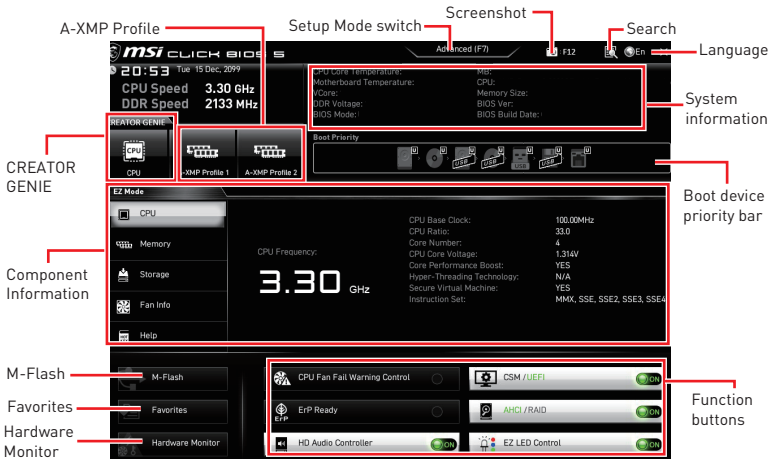 A-XMP Profile
Setup Mode switch
Screenshot
Search
Language
msi CLICK BIOS 5
Advanced (F7)
: F12
En
20:53 Tue 15 Dec, 2099
CPU Speed 3.30 GHz
DDR Speed 2133 MHz
CPU Core Temperature:
Motherboard Temperature:
VCore:
DDR Voltage:
BIOS Mode:
MB:
CPU:
Memory Size:
BIOS Ver:
BIOS Build Date:
System
information
CREATOR GENIE
CPU
A-XMP Profile 1
A-XMP Profile 2
Boot Priority
U U U U U U U
USB USB USB USB
CREATOR
GENIE
Boot device
priority bar
EZ Mode
CPU
Memory
Storage
Fan Info
Help
CPU Frequency:
3.30 GHz
CPU Base Clock: 100.00MHz
CPU Ratio: 33.0
Core Number: 4
CPU Core Voltage: 1.314V
Core Performance Boost: YES
Hyper-Threading Technology: N/A
Secure Virtual Machine: YES
Instruction Set: MMX, SSE, SSE2, SSE3, SSE4
Component
Information
M-Flash
Favorites
Hardware
Monitor
M-Flash
Favorites
Hardware Monitor
CPU Fan Fail Warning Control
CSM /UEFI ON
ErP
ErP Ready
AHCI /RAID ON
HD Audio Controller ON
EZ LED Control ON
Function
buttons